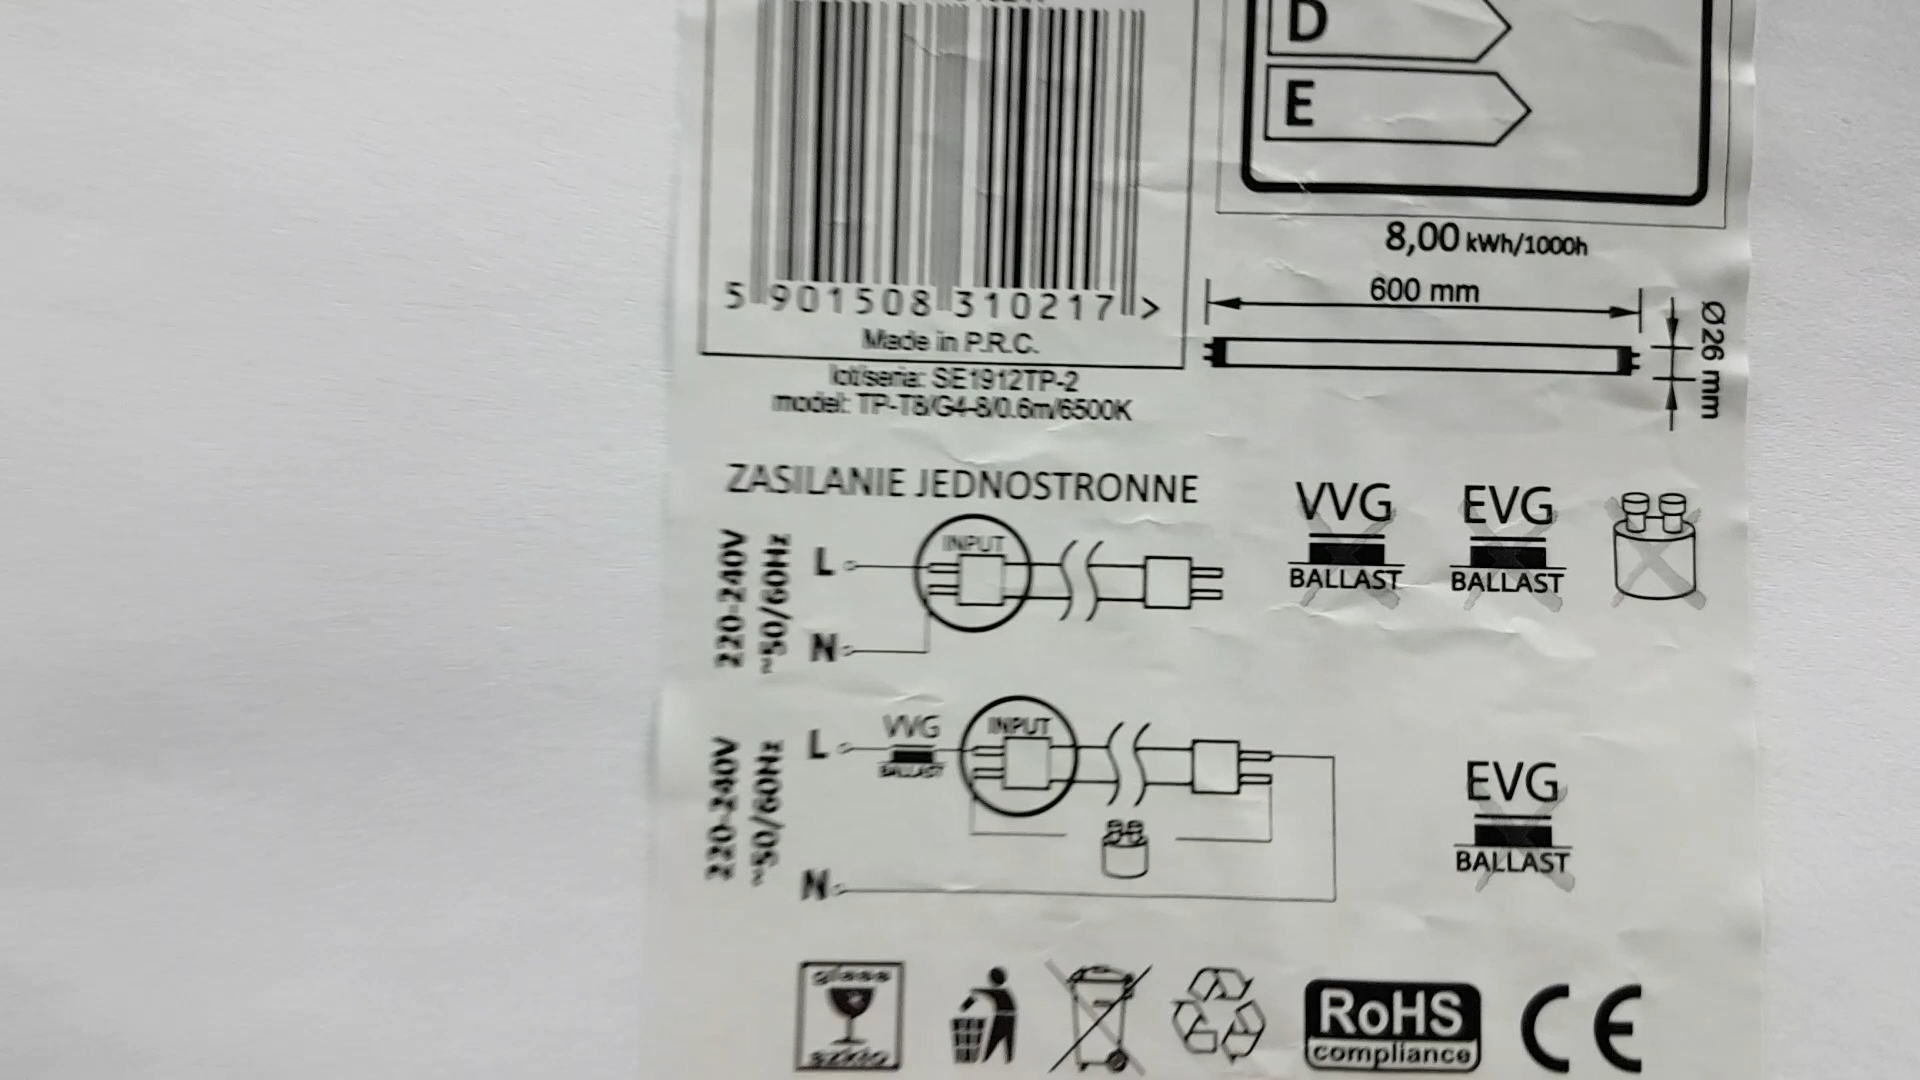 D
E
8,00 kWh/1000h
600 mm
Ø26 mm
5 901508 310217 >
Made in P.R.C.
lot/seria: SE1912TP-2
model: TP-T8/G4-8/0.6m/6500K
ZASILANIE JEDNOSTRONNE
220-240V
~50/60Hz
L
INPUT
N
VVG
BALLAST
EVG
BALLAST
220-240V
~50/60Hz
L
VVG
BALLAST
INPUT
N
EVG
BALLAST
glass
szkło
RoHS
compliance
CE